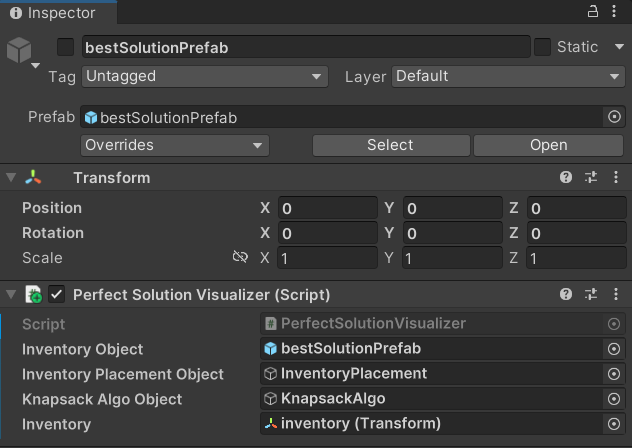 Inspector
bestSolutionPrefab Static
Tag Untagged Layer Default
Prefab bestSolutionPrefab
Overrides Select Open
Transform
Position X 0 Y 0 Z 0
Rotation X 0 Y 0 Z 0
Scale X 1 Y 1 Z 1
Perfect Solution Visualizer (Script)
Script PerfectSolutionVisualizer
Inventory Object bestSolutionPrefab
Inventory Placement Object InventoryPlacement
Knapsack Algo Object KnapsackAlgo
Inventory inventory (Transform)